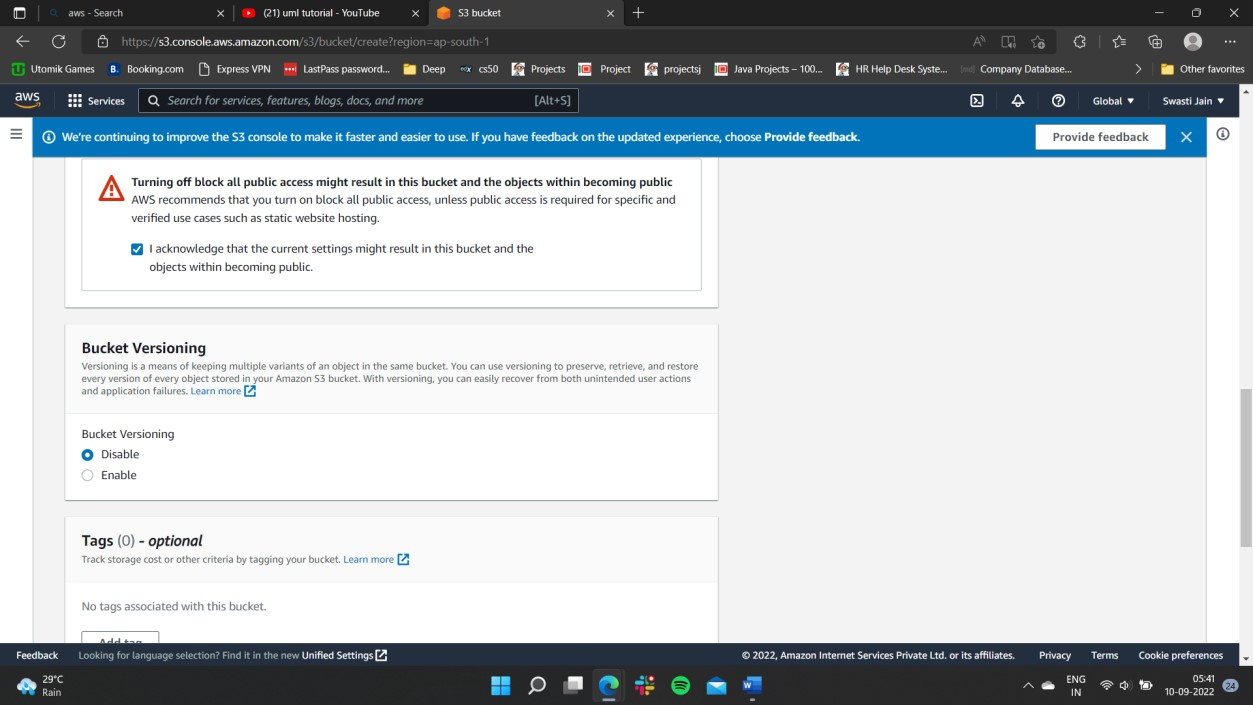 aws - Search
(21) uml tutorial - YouTube
S3 bucket
https://s3.console.aws.amazon.com/s3/bucket/create?region=ap-south-1
Utomik Games
Booking.com
Express VPN
LastPass password...
Deep
cs50
Projects
Project
projectsj
Java Projects – 100...
HR Help Desk Syste...
Company Database...
Other favorites
aws
Services
Search for services, features, blogs, docs, and more
[Alt+S]
Global
Swasti Jain
We're continuing to improve the S3 console to make it faster and easier to use. If you have feedback on the updated experience, choose Provide feedback.
Provide feedback
Turning off block all public access might result in this bucket and the objects within becoming public
AWS recommends that you turn on block all public access, unless public access is required for specific and
verified use cases such as static website hosting.
I acknowledge that the current settings might result in this bucket and the
objects within becoming public.
Bucket Versioning
Versioning is a means of keeping multiple variants of an object in the same bucket. You can use versioning to preserve, retrieve, and restore
every version of every object stored in your Amazon S3 bucket. With versioning, you can easily recover from both unintended user actions
and application failures. Learn more
Bucket Versioning
Disable
Enable
Tags (0) - optional
Track storage cost or other criteria by tagging your bucket. Learn more
No tags associated with this bucket.
Add tag
Feedback
Looking for language selection? Find it in the new Unified Settings
© 2022, Amazon Internet Services Private Ltd. or its affiliates.
Privacy
Terms
Cookie preferences
29°C
Rain
ENG
IN
05:41
10-09-2022
24